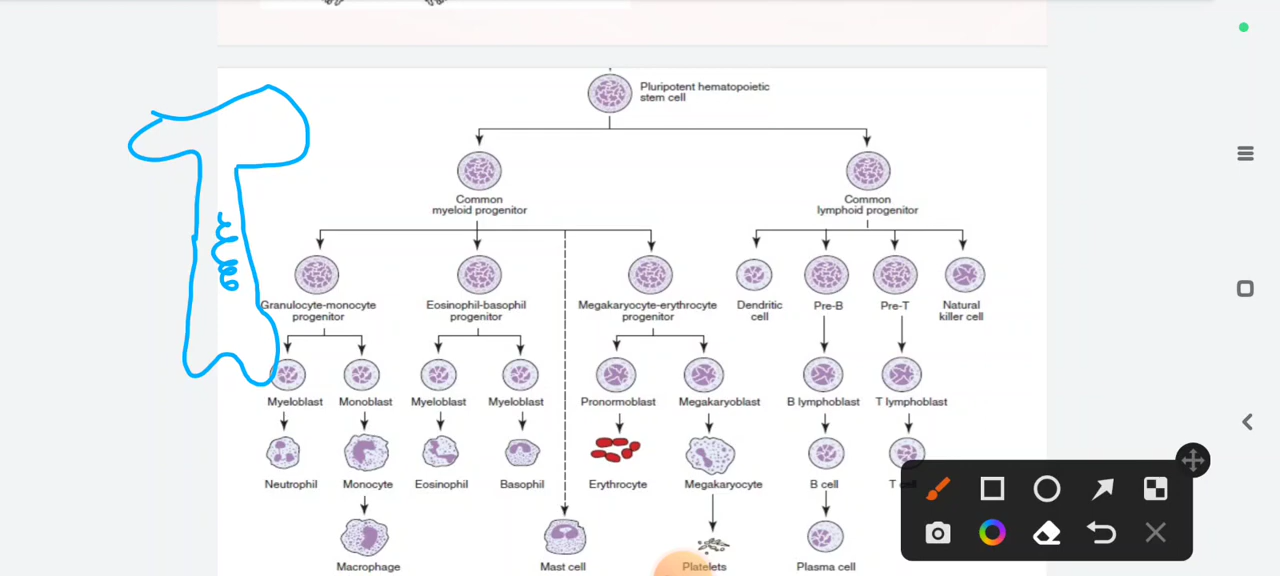 Pluripotent hematopoietic
stem cell
Common
myeloid progenitor
Common
lymphoid progenitor
Granulocyte-monocyte
progenitor
Eosinophil-basophil
progenitor
Megakaryocyte-erythrocyte
progenitor
Dendritic
cell
Pre-B
Pre-T
Natural
killer cell
Myeloblast
Monoblast
Myeloblast
Myeloblast
Pronormoblast
Megakaryoblast
B lymphoblast
T lymphoblast
Neutrophil
Monocyte
Eosinophil
Basophil
Erythrocyte
Megakaryocyte
B cell
T cell
Macrophage
Mast cell
Platelets
Plasma cell